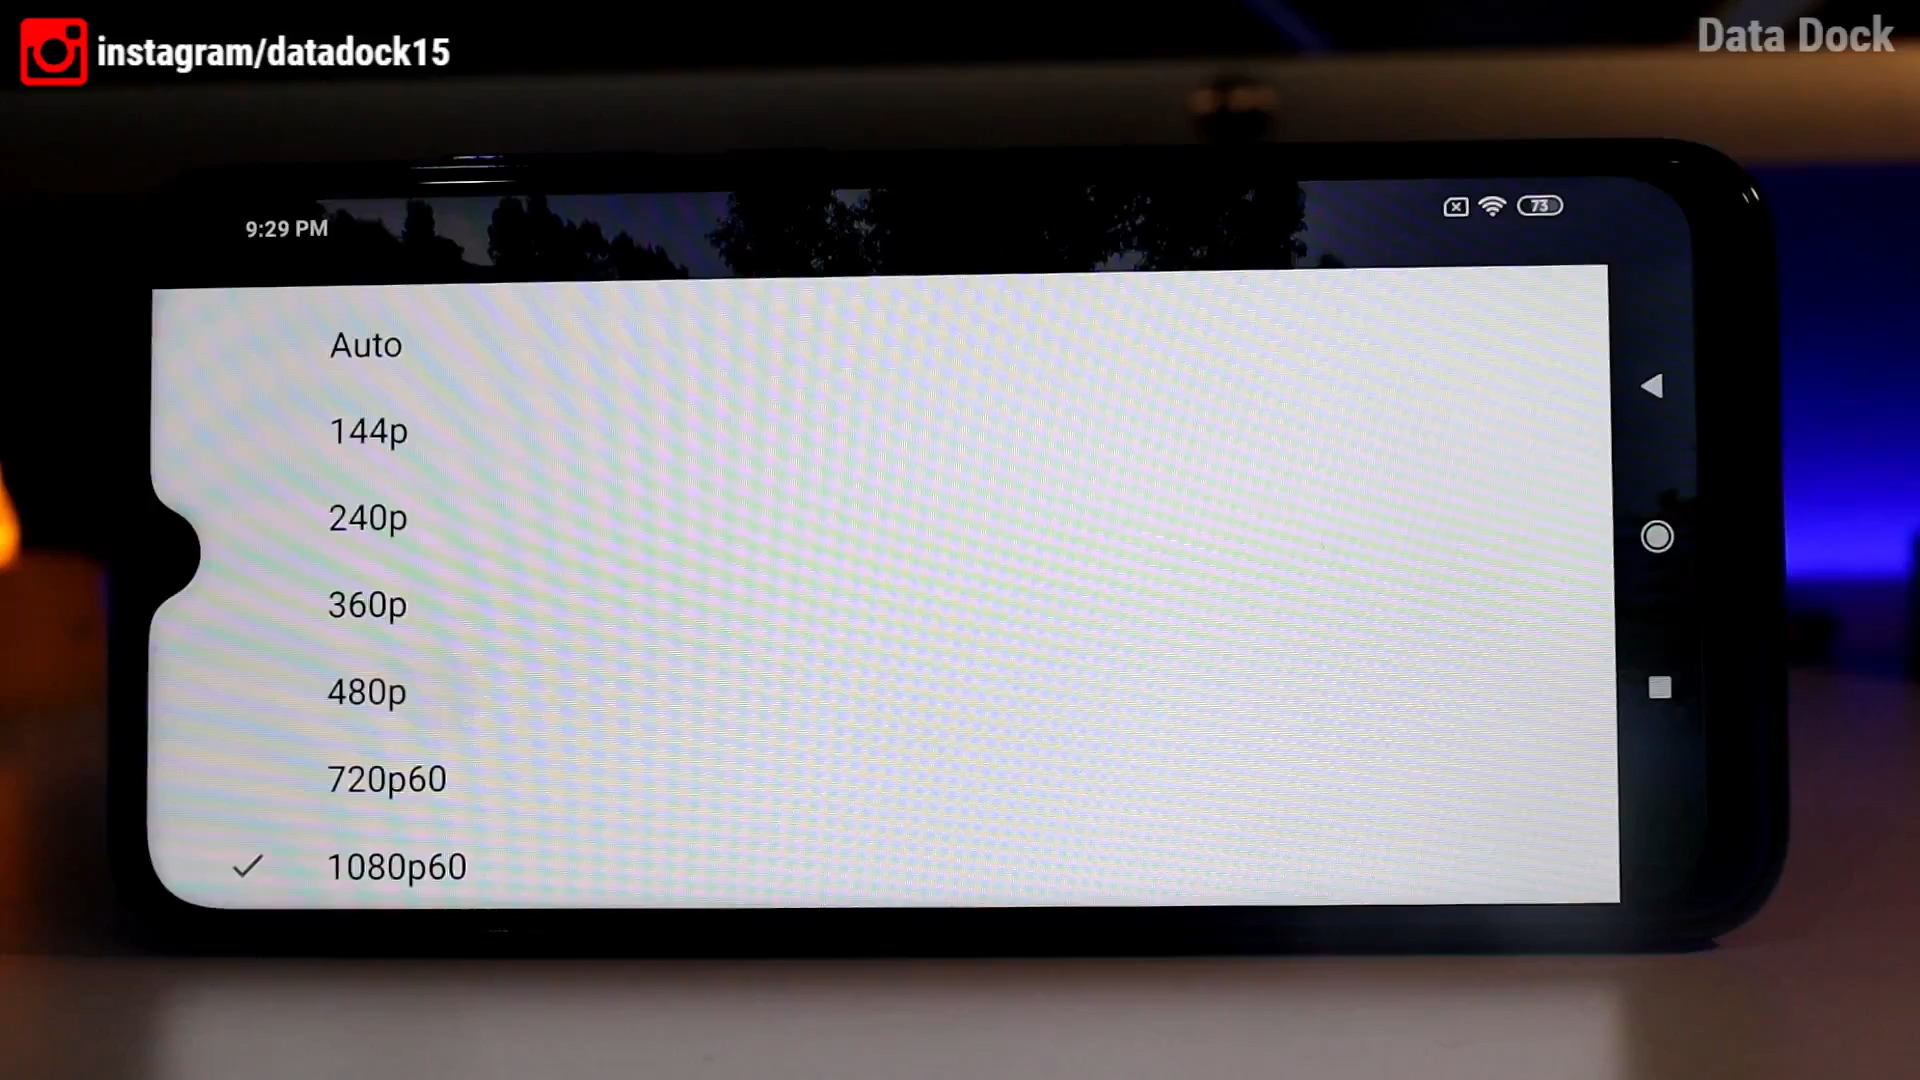 instagram/datadock15
Data Dock
9:29 PM
73
Auto
144p
240p
360p
480p
720p60
1080p60